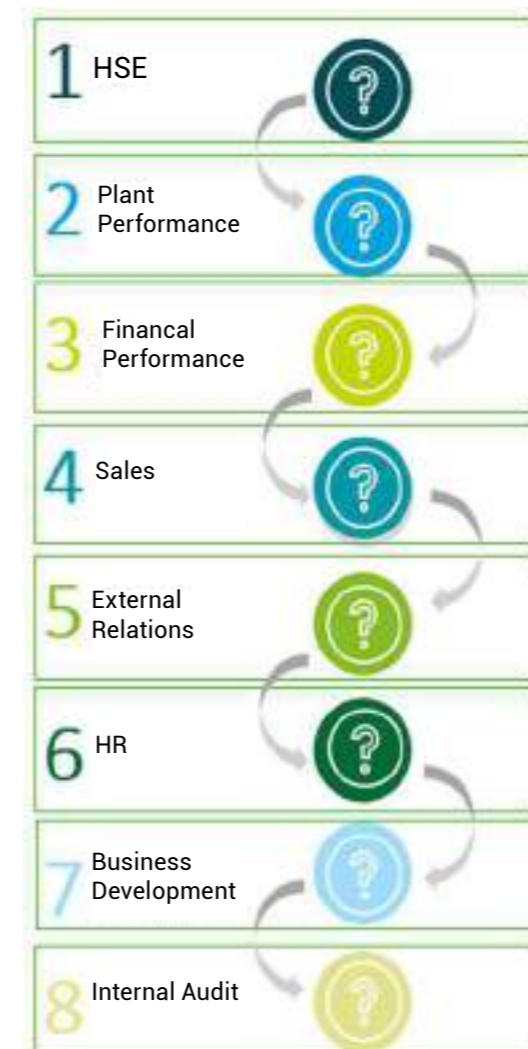 1 HSE
?
2 Plant
Performance
?
3 Financal
Performance
?
4 Sales
?
5 External
Relations
?
6 HR
?
7 Business
Development
?
8 Internal Audit
?